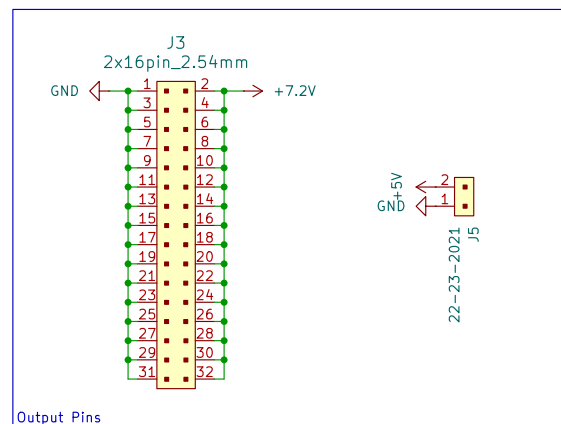 J3
2x16pin_2.54mm
GND 1 2 +7.2V
3 4
5 6
7 8
9 10
11 12
13 14
15 16
17 18
19 20
21 22
23 24
25 26
27 28
29 30
31 32
+5V 2
GND 1
22-23-2021
J5
Output Pins